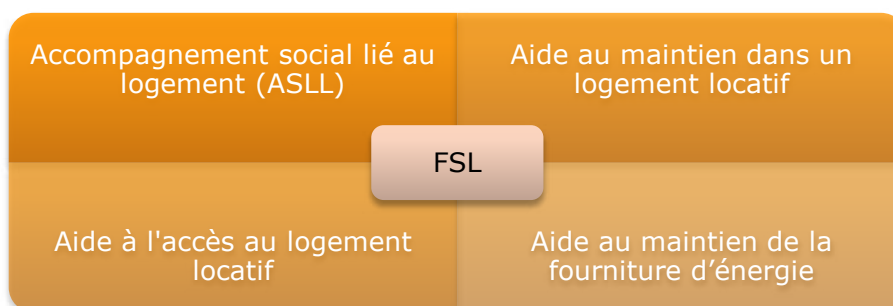 Accompagnement social lié au
logement (ASLL)
Aide au maintien dans un
logement locatif
FSL
Aide à l'accès au logement
locatif
Aide au maintien de la
fourniture d’énergie